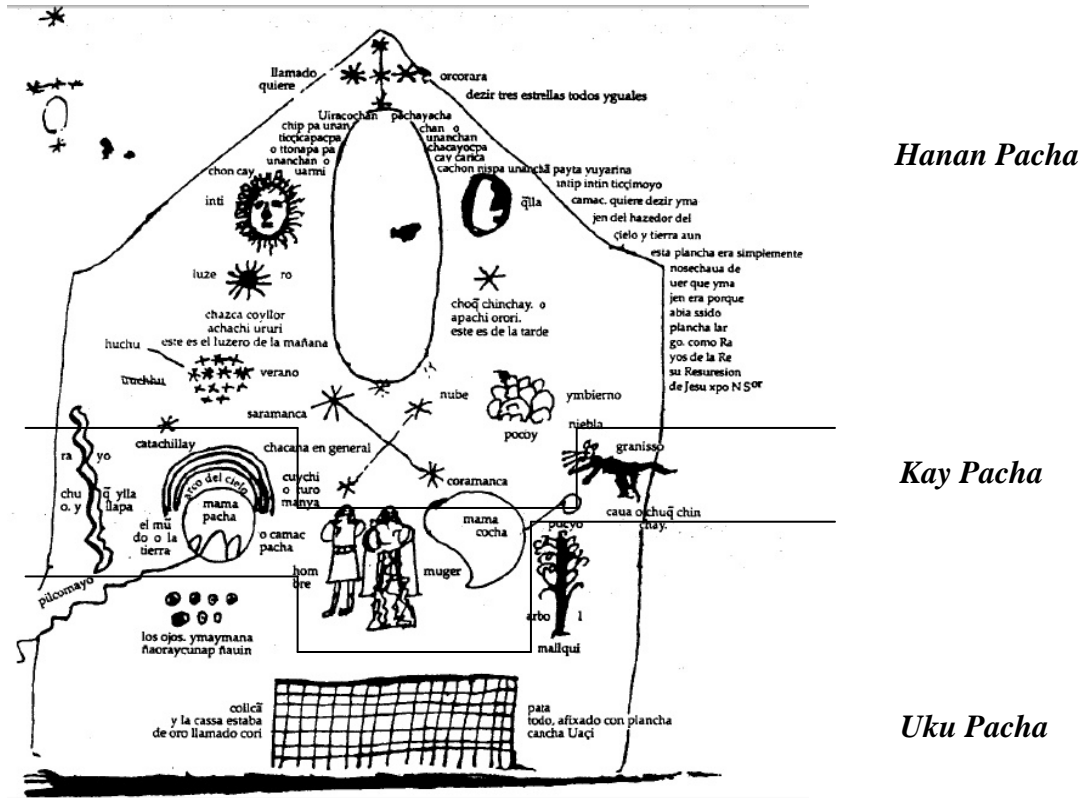 llamado
quiere
orcorara
dezir tres estrellas todos yguales
Uiracochan pachayacha
chip pa unan
ticçicapacpa
o ttonapa pa
unanchan o
uarmi
chon cay
chan o
unanchan
chacayocpa
cay carica
cachon nispa unanchã payta yuyarina
intip intin ticçimoyo
camac. quiere dezir yma
jen del hazedor del
çielo y tierra aun
esta plancha era simplemente
nosechaua de
uer que yma
jen era porque
abia ssido
plancha lar
go. como Ra
yos de la Re
su Resuresion
de Jesu xpo N Sor
Hanan Pacha
inti
q̃lla
luze ro
chazca coyllor
achachi ururi
este es el luzero de la mañana
choq̃ chinchay. o
apachi orori.
este es de la tarde
huchu
verano
saramanca
nube
ymbierno
pocoy
niebla
granisso
catachillay
chacana en general
coramanca
Kay Pacha
ra yo
chu q̃ ylla
o. y llapa
arco del cielo
cuychi
o turo
manya
mama
pacha
el mũ
do o la
tierra
o camac
pacha
mama
cocha
caua o chuq̃ chin
chay.
pucyo
hom
bre
muger
pilcomayo
arbo l
mallqui
los ojos. ymaymana
ñaoraycunap ñauin
collcã
y la cassa estaba
de oro llamado cori
pata
todo, afixado con plancha
cancha Uaçi
Uku Pacha